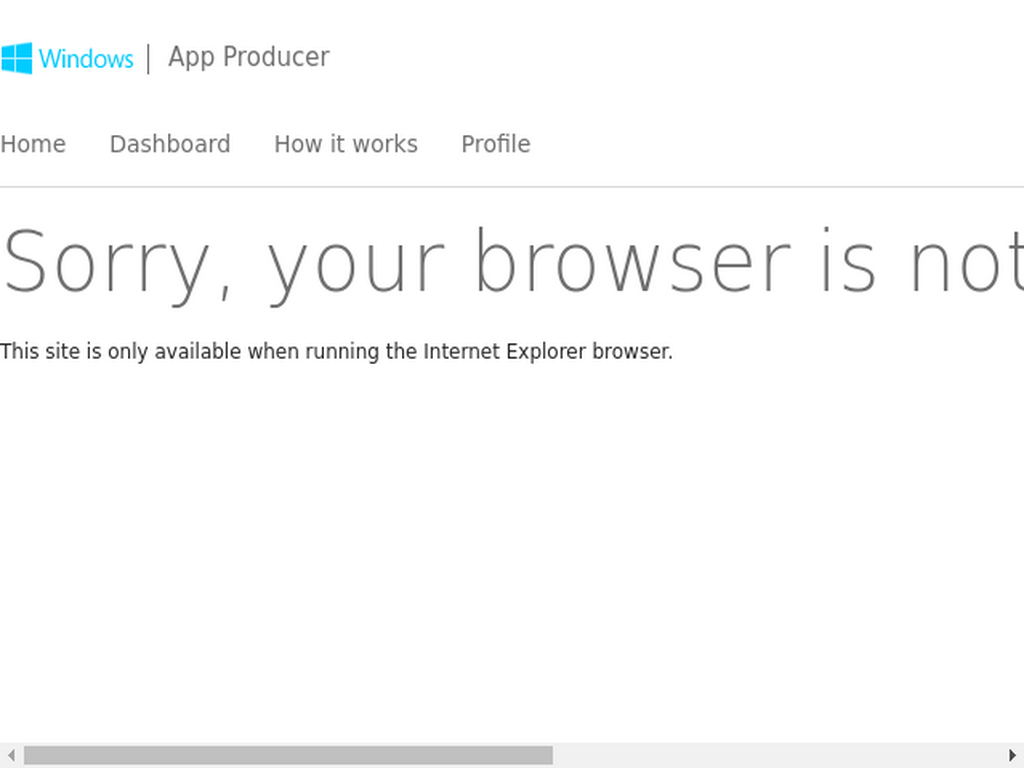 Windows | App Producer
Home Dashboard How it works Profile
Sorry, your browser is not
This site is only available when running the Internet Explorer browser.